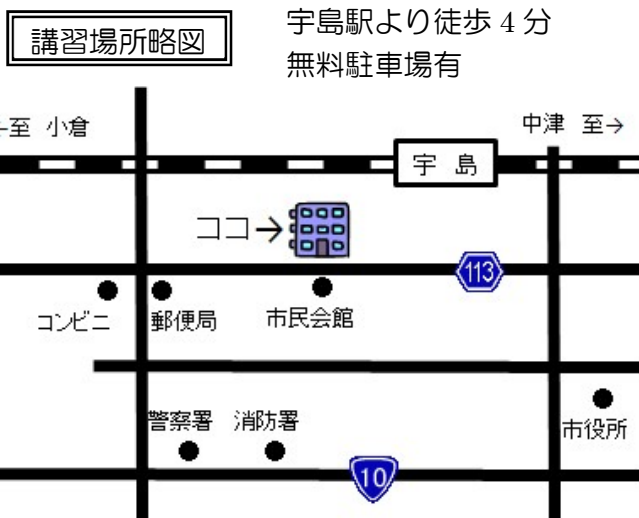 講習場所略図
宇島駅より徒歩4分
無料駐車場有
←至 小倉
中津 至→
宇 島
ココ→
113
コンビニ
郵便局
市民会館
警察署
消防署
市役所
10